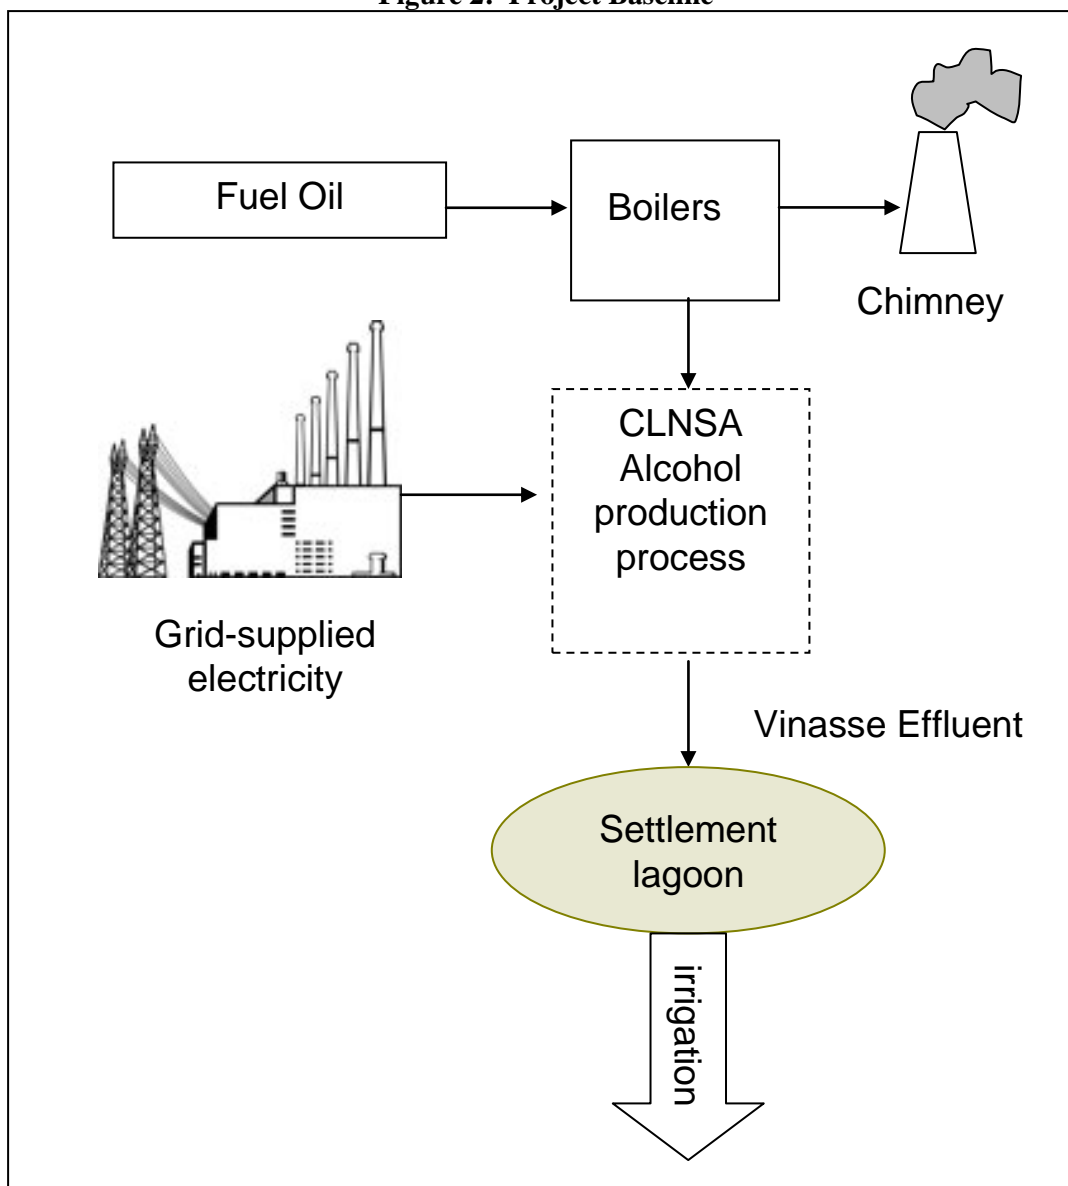 Figure 2: Project Baseline
Fuel Oil
Boilers
Chimney
CLNSA
Alcohol
production
process
Grid-supplied
electricity
Vinasse Effluent
Settlement
lagoon
irrigation